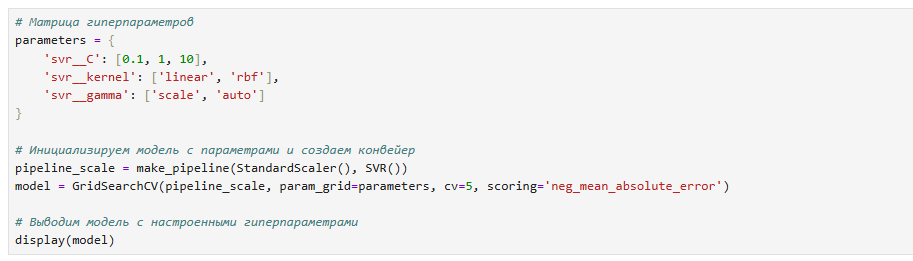 # Матрица гиперпараметров
parameters = {
    'svr__C': [0.1, 1, 10],
    'svr__kernel': ['linear', 'rbf'],
    'svr__gamma': ['scale', 'auto']
}

# Инициализируем модель с параметрами и создаем конвейер
pipeline_scale = make_pipeline(StandardScaler(), SVR())
model = GridSearchCV(pipeline_scale, param_grid=parameters, cv=5, scoring='neg_mean_absolute_error')

# Выводим модель с настроенными гиперпараметрами
display(model)